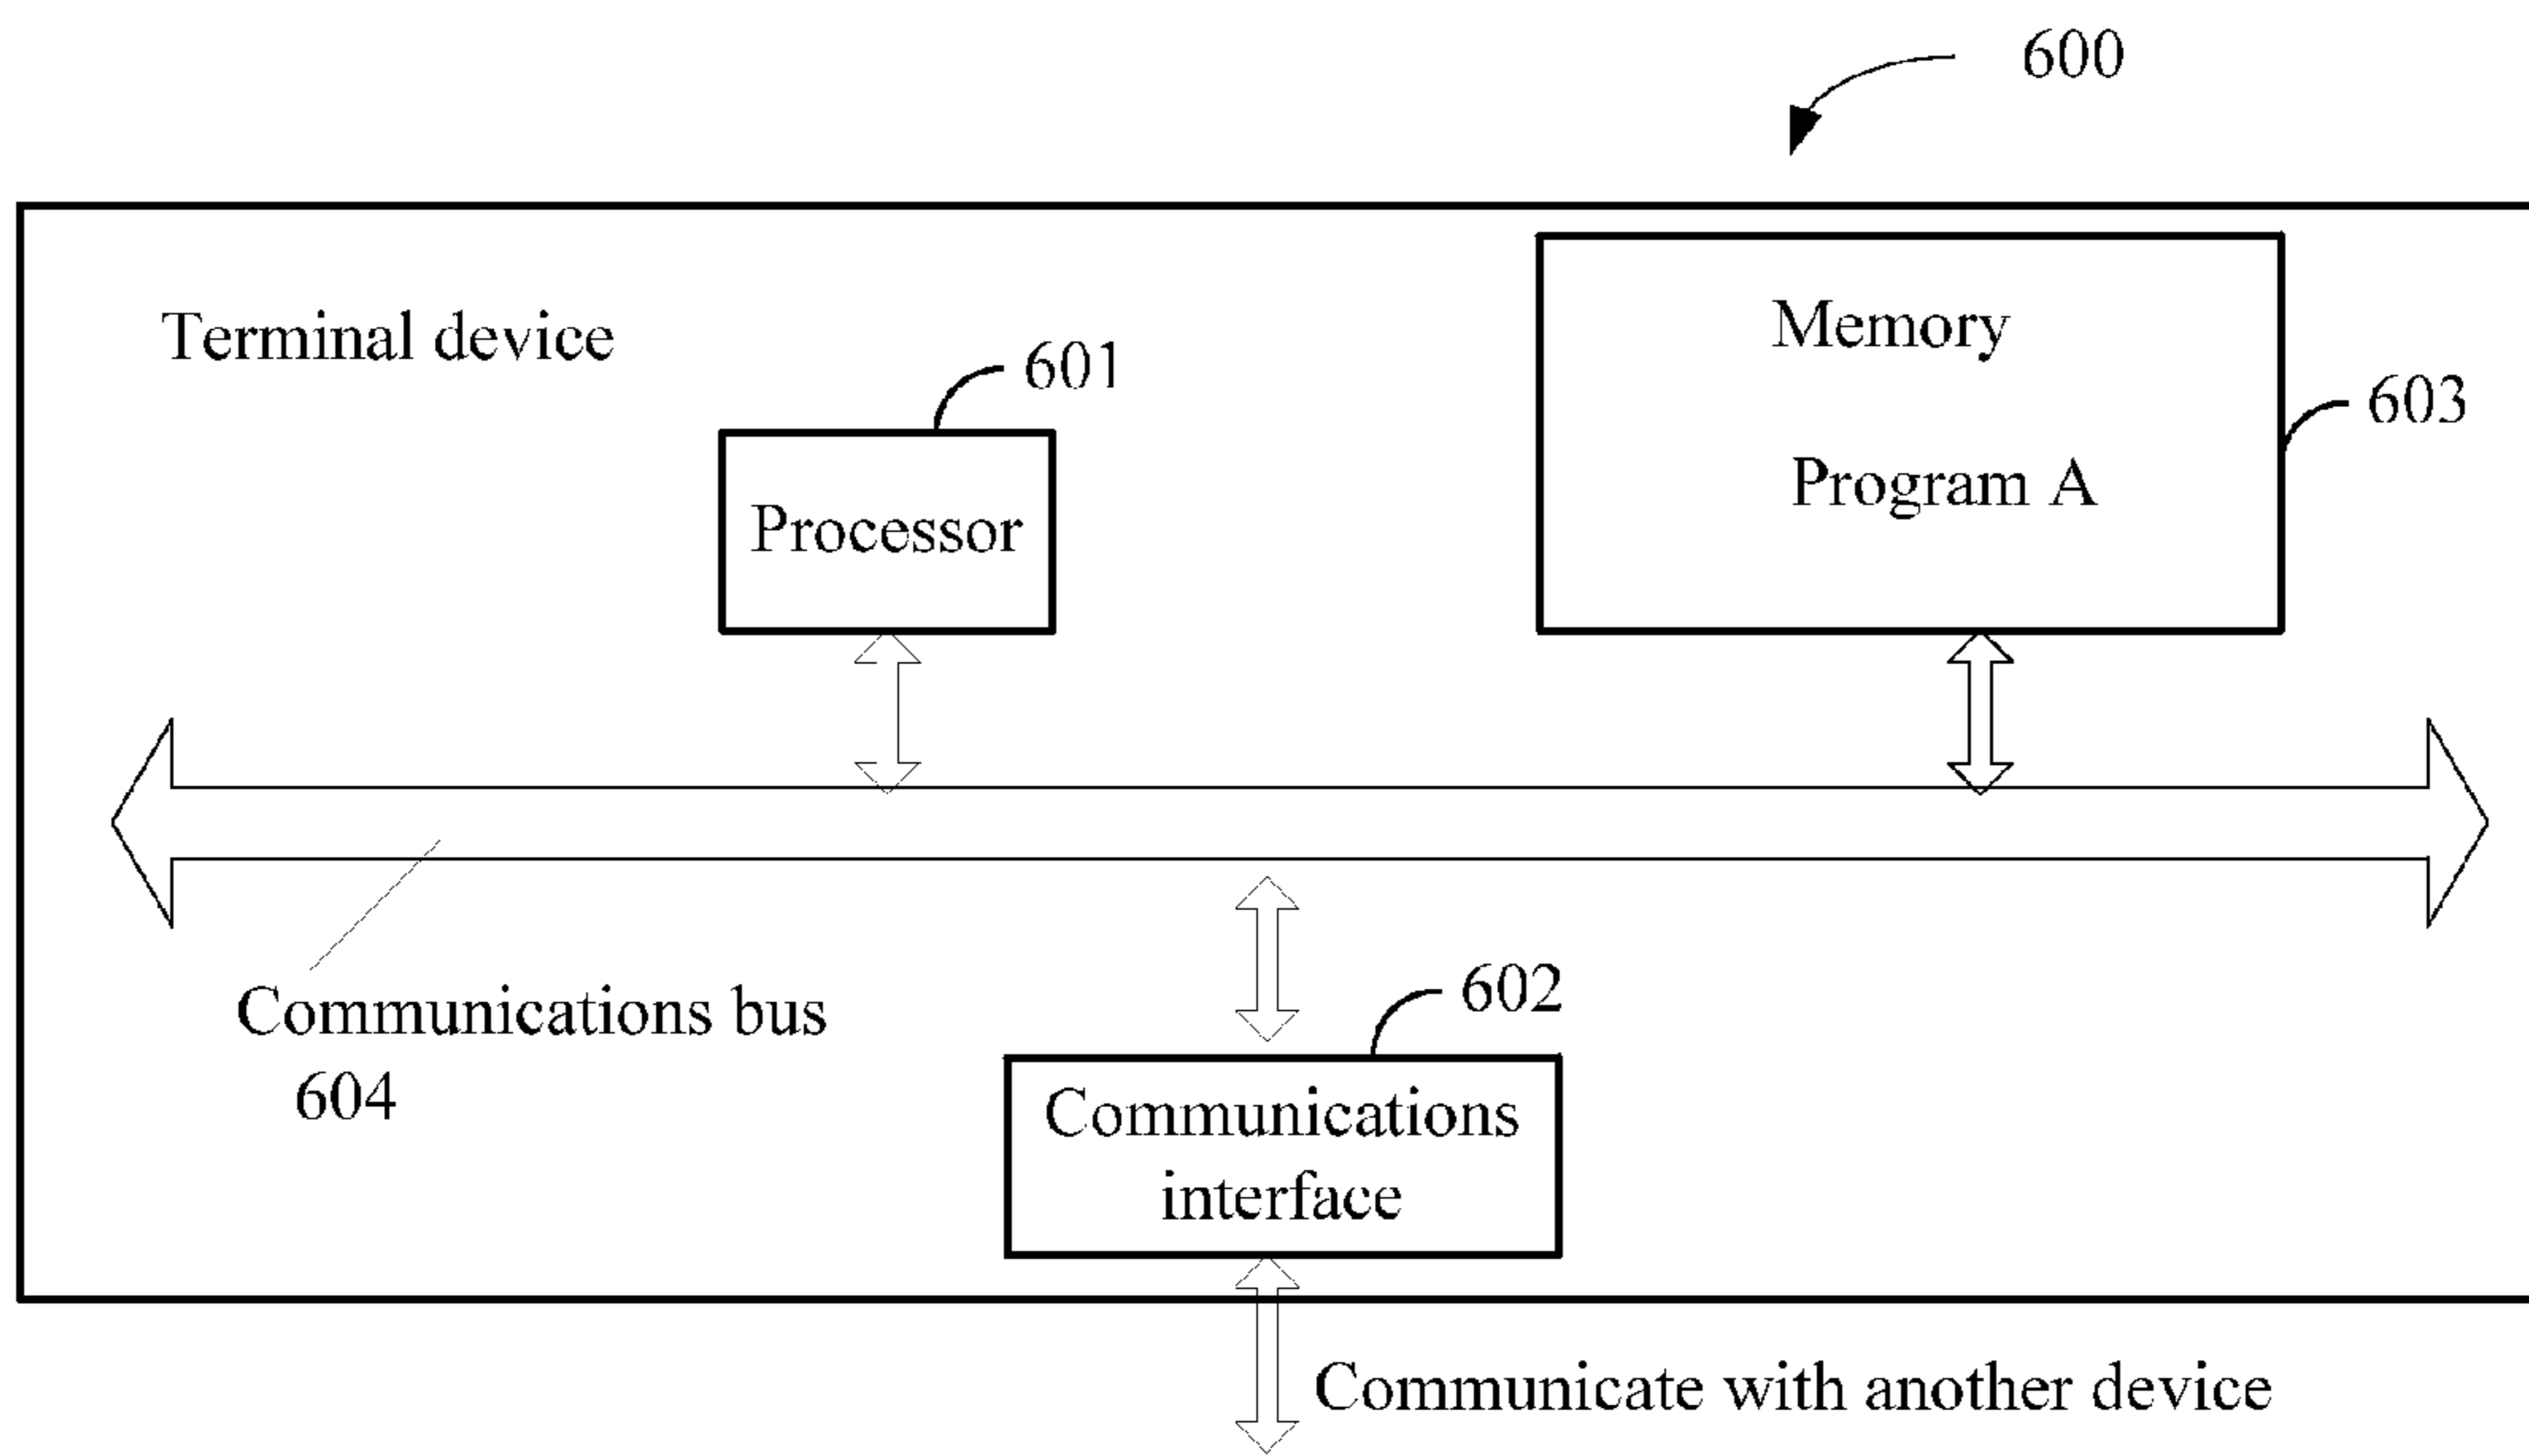 600
Terminal device
601
Processor
Memory
Program A
603
Communications bus
604
602
Communications
interface
Communicate with another device